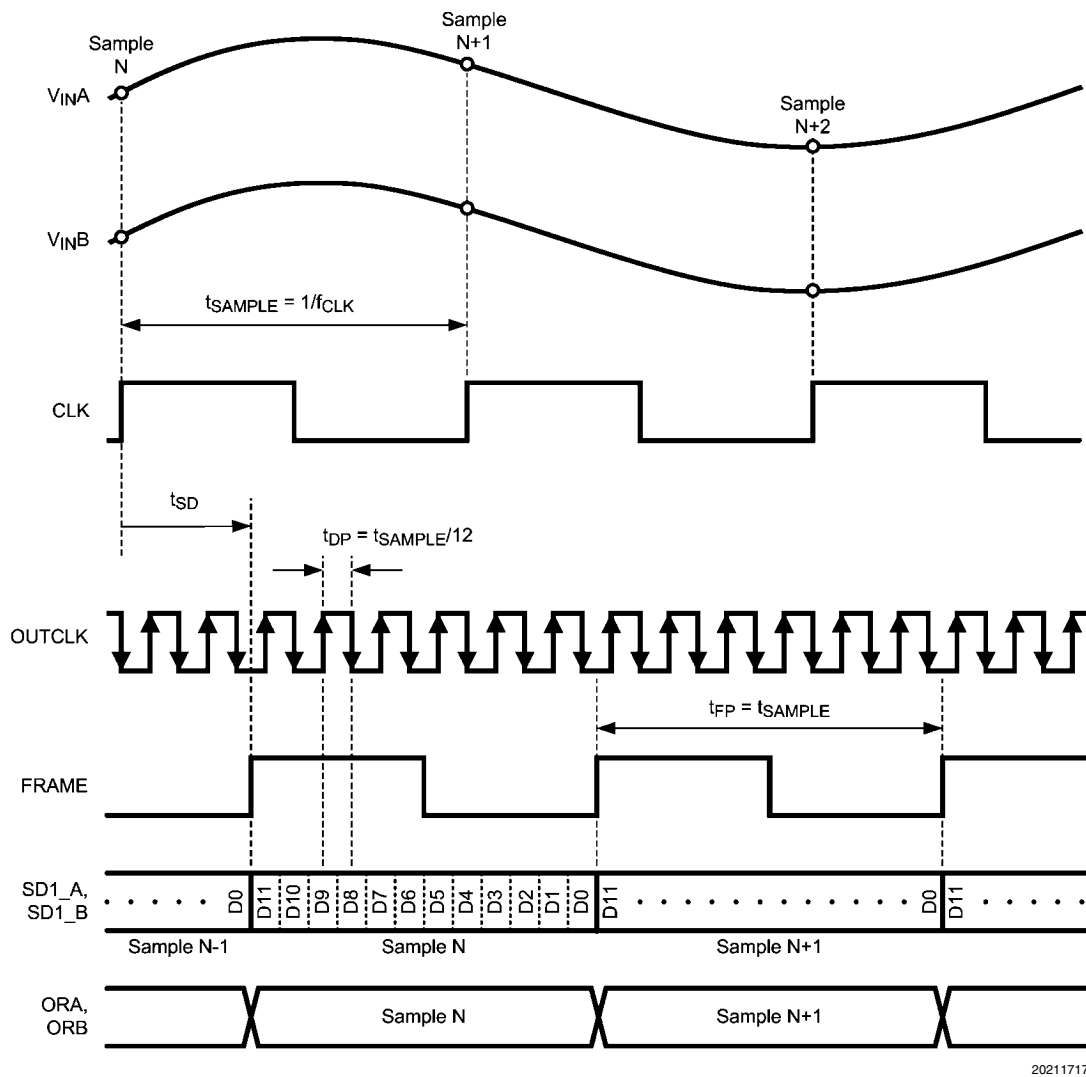 Sample
N
Sample
N+1
Sample
N+2
VINA
VINB
tSAMPLE = 1/fCLK
CLK
tSD
tDP = tSAMPLE/12
OUTCLK
tFP = tSAMPLE
FRAME
SD1_A,
SD1_B
. . . . . D0 D11 D10 D9 D8 D7 D6 D5 D4 D3 D2 D1 D0 D11 . . . . . . . . . . . . . . . D0 D11 . . . . .
Sample N-1
Sample N
Sample N+1
ORA,
ORB
Sample N
Sample N+1
20211717